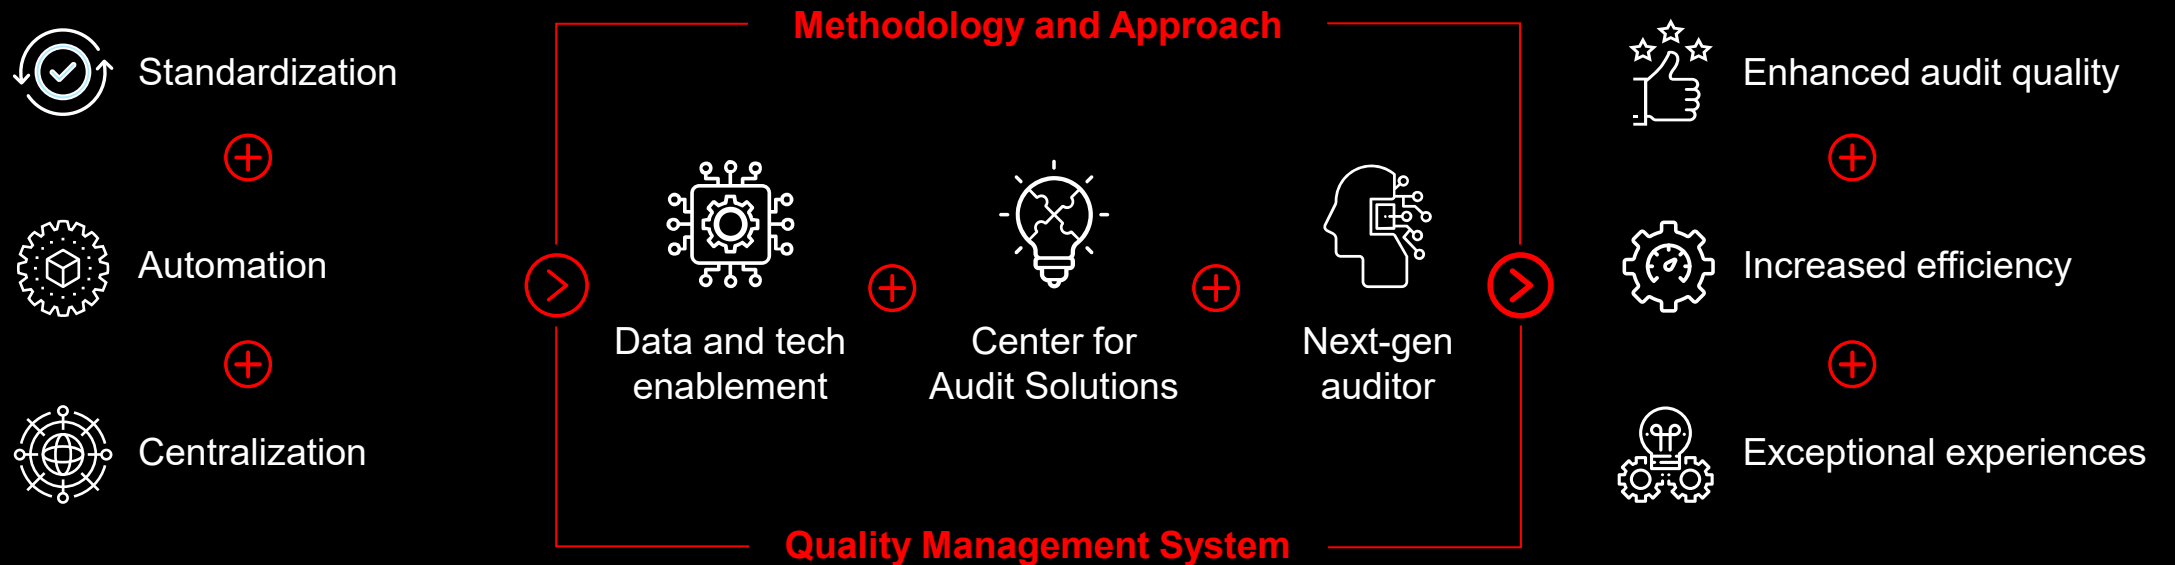 Standardization
Automation
Centralization
Methodology and Approach
Data and tech
enablement
Center for
Audit Solutions
Next-gen
auditor
Quality Management System
Enhanced audit quality
Increased efficiency
Exceptional experiences